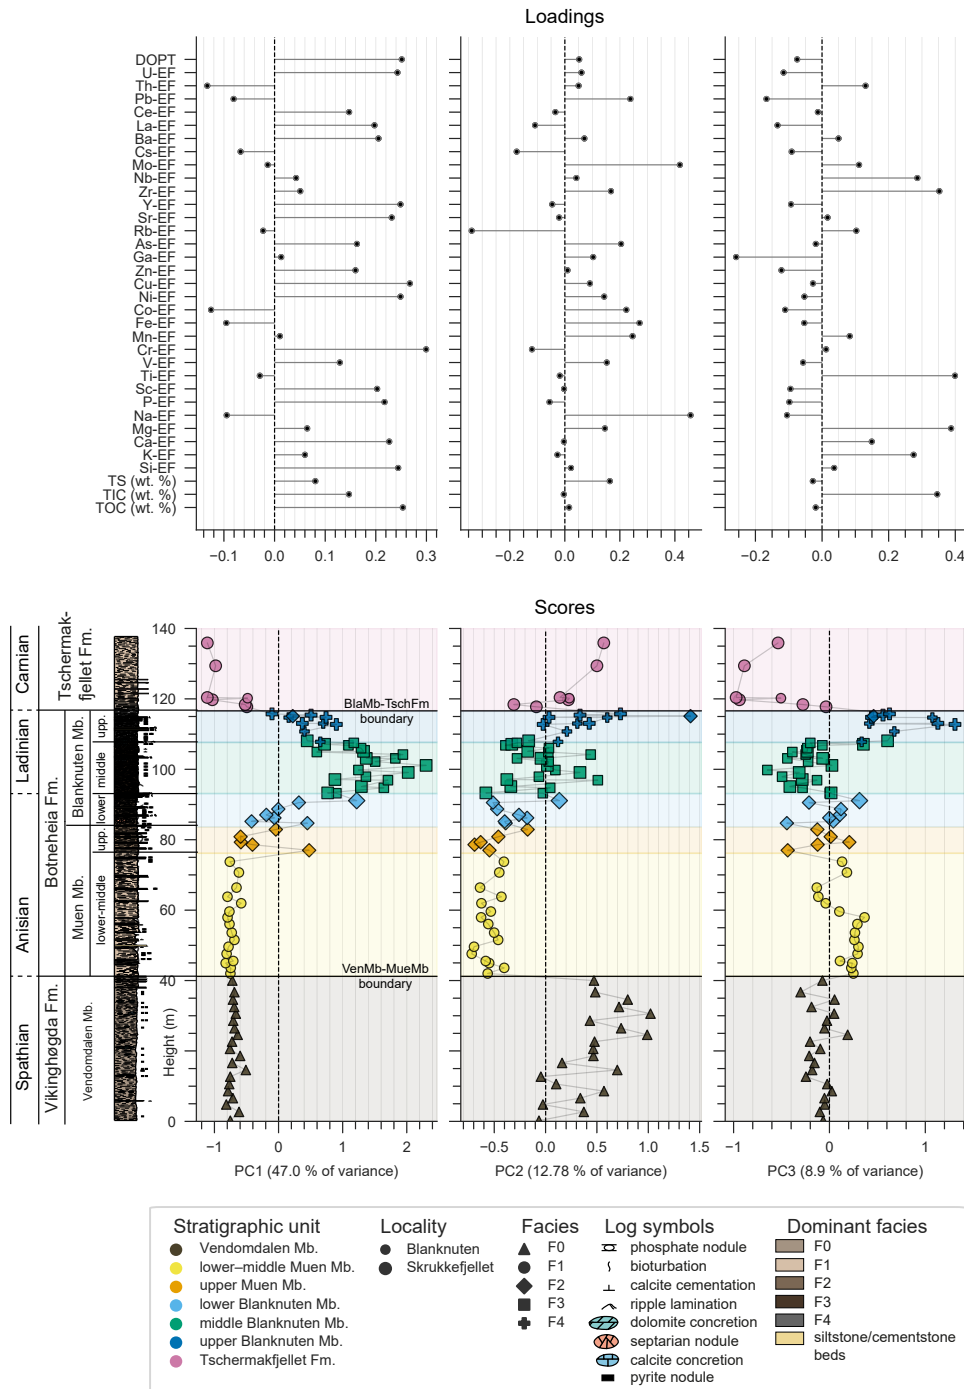 Loadings
DOPT
U-EF
Th-EF
Pb-EF
Ce-EF
La-EF
Ba-EF
Cs-EF
Mo-EF
Nb-EF
Zr-EF
Y-EF
Sr-EF
Rb-EF
As-EF
Ga-EF
Zn-EF
Cu-EF
Ni-EF
Co-EF
Fe-EF
Mn-EF
Cr-EF
V-EF
Ti-EF
Sc-EF
P-EF
Na-EF
Mg-EF
Ca-EF
K-EF
Si-EF
TS (wt. %)
TIC (wt. %)
TOC (wt. %)
−0.1 0.0 0.1 0.2 0.3
−0.2 0.0 0.2 0.4
−0.2 0.0 0.2 0.4
Scores
Carnian
Ladinian
Anisian
Spathian
Tschermak-
fjellet Fm.
Botneheia Fm.
Vikinghøgda Fm.
Blanknuten Mb.
Muen Mb.
Vendomdalen Mb.
upp.
middle
lower
upp.
lower-middle
140
120
100
80
60
40
20
0
Height (m)
BlaMb-TschFm
boundary
VenMb-MueMb
boundary
−1 0 1 2
−0.5 0.0 0.5 1.0 1.5
−1 0 1
PC1 (47.0 % of variance)
PC2 (12.78 % of variance)
PC3 (8.9 % of variance)
Stratigraphic unit
Vendomdalen Mb.
lower–middle Muen Mb.
upper Muen Mb.
lower Blanknuten Mb.
middle Blanknuten Mb.
upper Blanknuten Mb.
Tschermakfjellet Fm.
Locality
Blanknuten
Skrukkefjellet
Facies
F0
F1
F2
F3
F4
Log symbols
phosphate nodule
bioturbation
calcite cementation
ripple lamination
dolomite concretion
septarian nodule
calcite concretion
pyrite nodule
Dominant facies
F0
F1
F2
F3
F4
siltstone/cementstone
beds